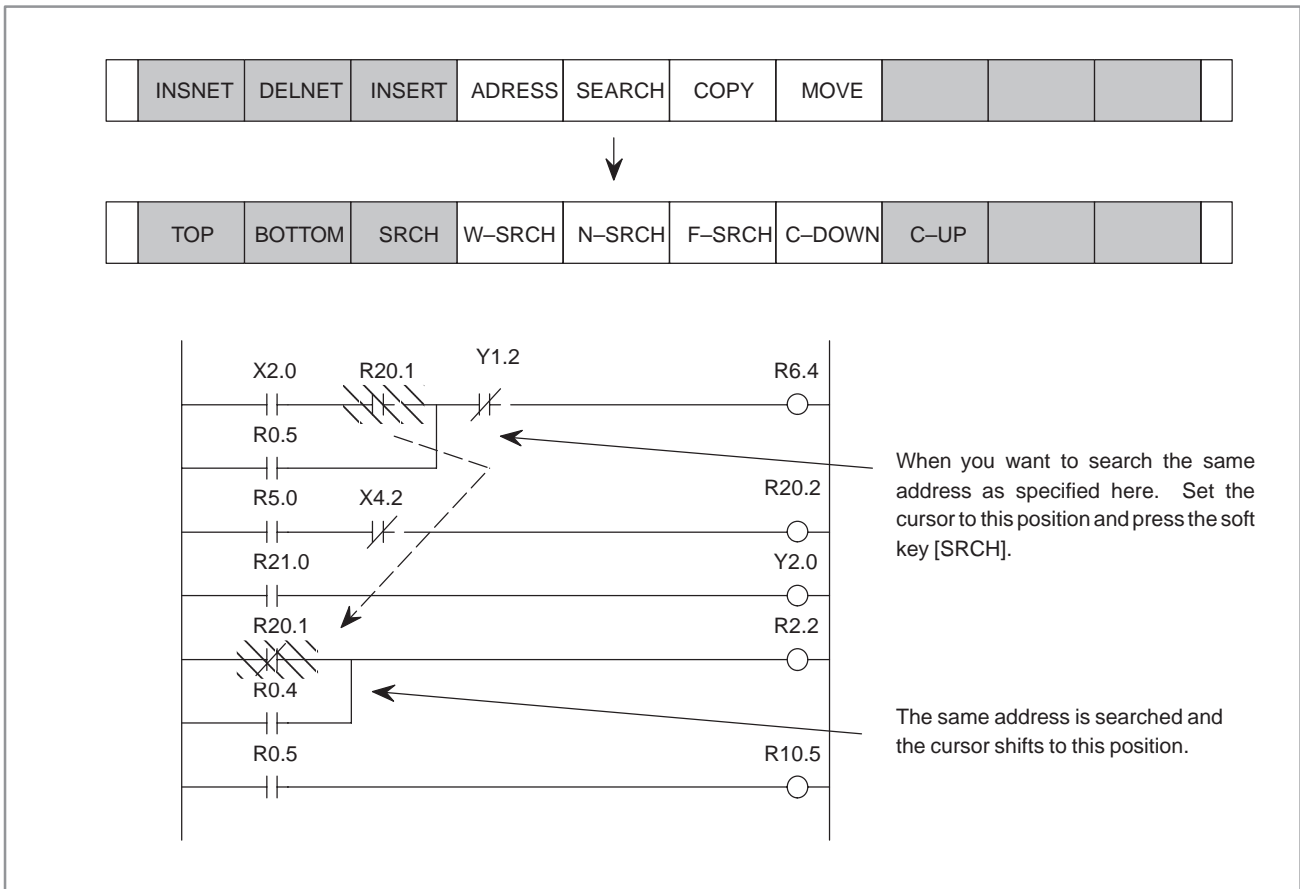 INSNET DELNET INSERT ADRESS SEARCH COPY MOVE
TOP BOTTOM SRCH W–SRCH N–SRCH F–SRCH C–DOWN C–UP
X2.0 R20.1 Y1.2 R6.4
R0.5
R5.0 X4.2 R20.2
R21.0 Y2.0
R20.1 R2.2
R0.4
R0.5 R10.5
When you want to search the same
address as specified here. Set the
cursor to this position and press the soft
key [SRCH].
The same address is searched and
the cursor shifts to this position.